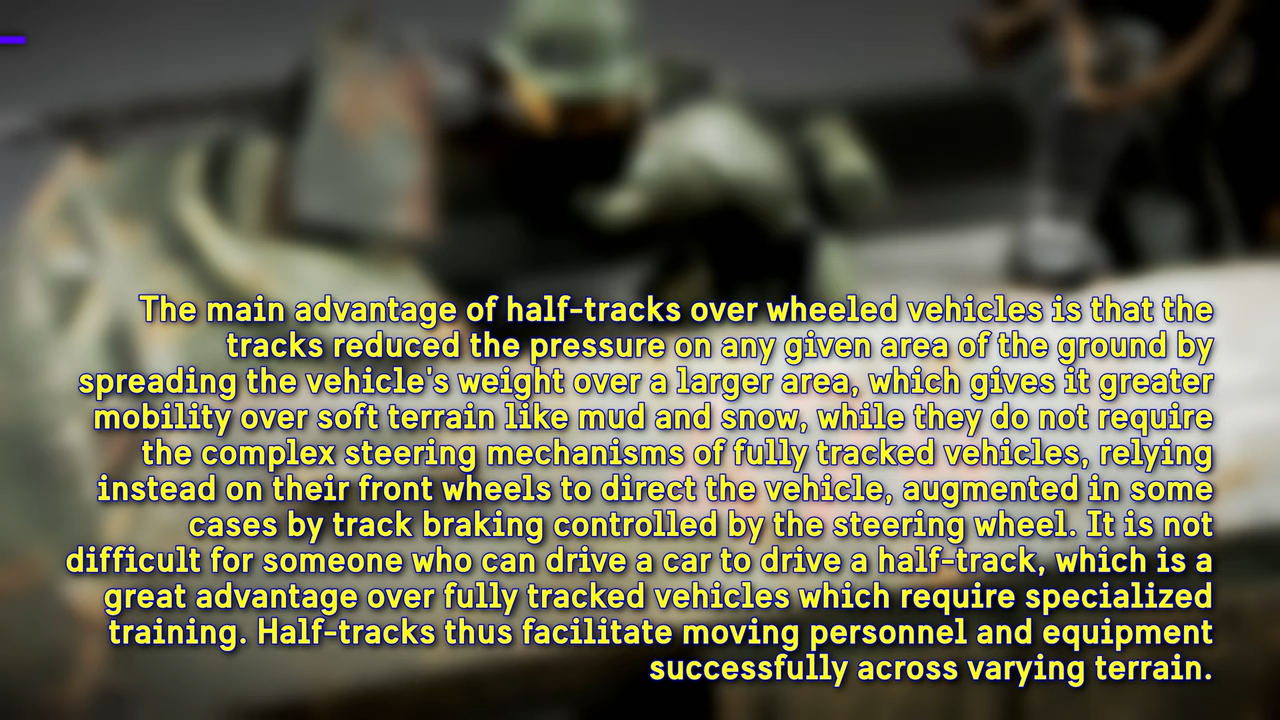 The main advantage of half-tracks over wheeled vehicles is that the
tracks reduced the pressure on any given area of the ground by
spreading the vehicle's weight over a larger area, which gives it greater
mobility over soft terrain like mud and snow, while they do not require
the complex steering mechanisms of fully tracked vehicles, relying
instead on their front wheels to direct the vehicle, augmented in some
cases by track braking controlled by the steering wheel. It is not
difficult for someone who can drive a car to drive a half-track, which is a
great advantage over fully tracked vehicles which require specialized
training. Half-tracks thus facilitate moving personnel and equipment
successfully across varying terrain.